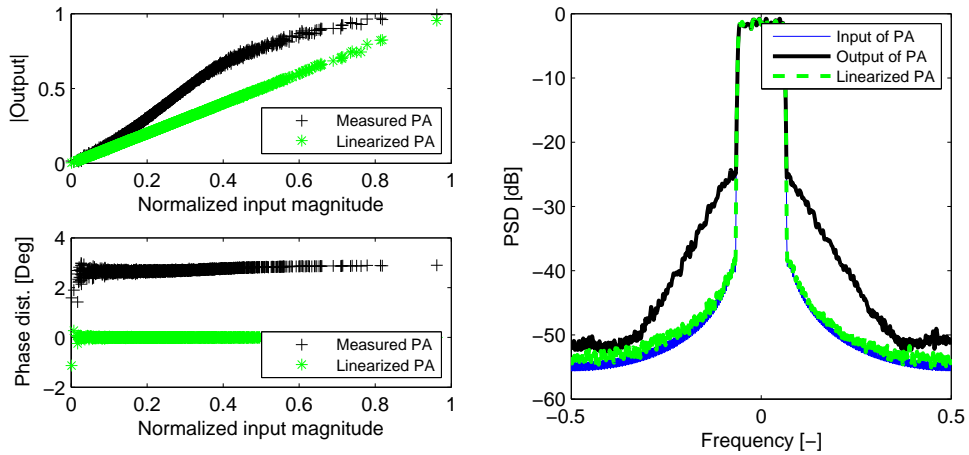 1
0.5
0
|Output|
0
0.2
0.4
0.6
0.8
1
Normalized input magnitude
Measured PA
Linearized PA
4
2
0
−2
Phase dist. [Deg]
0
0.2
0.4
0.6
0.8
1
Normalized input magnitude
Measured PA
Linearized PA
0
−10
−20
−30
−40
−50
−60
PSD [dB]
−0.5
0
0.5
Frequency [−]
Input of PA
Output of PA
Linearized PA